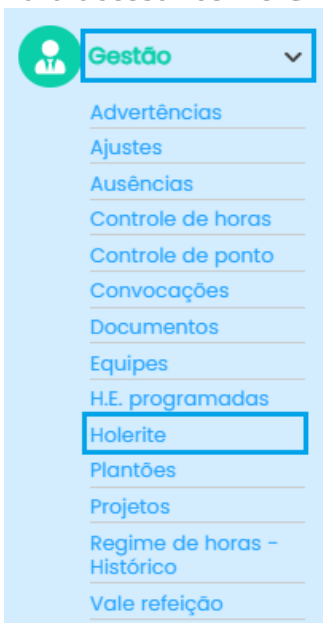 Gestão
Advertências
Ajustes
Ausências
Controle de horas
Controle de ponto
Convocações
Documentos
Equipes
H.E. programadas
Holerite
Plantões
Projetos
Regime de horas -
Histórico
Vale refeição